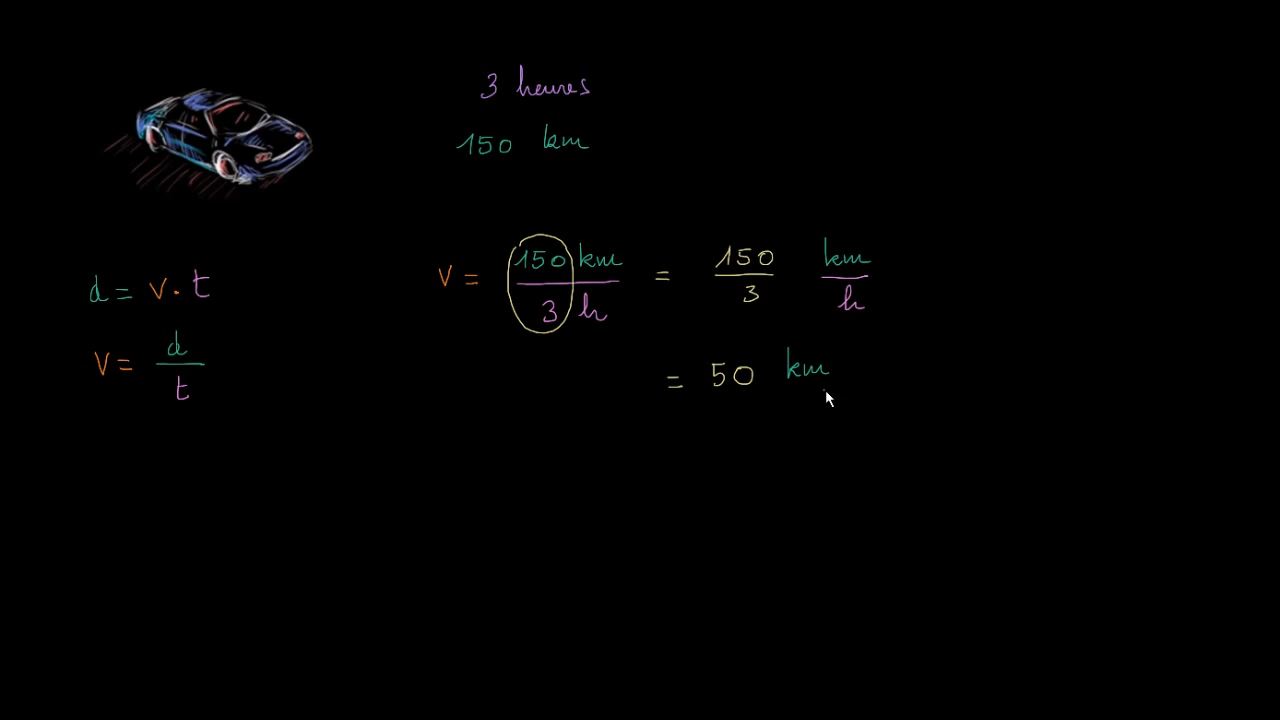 3 heures
150 km
d = v · t
v = d/t
v = 150 km / 3 h = 150/3 km/h
= 50 km